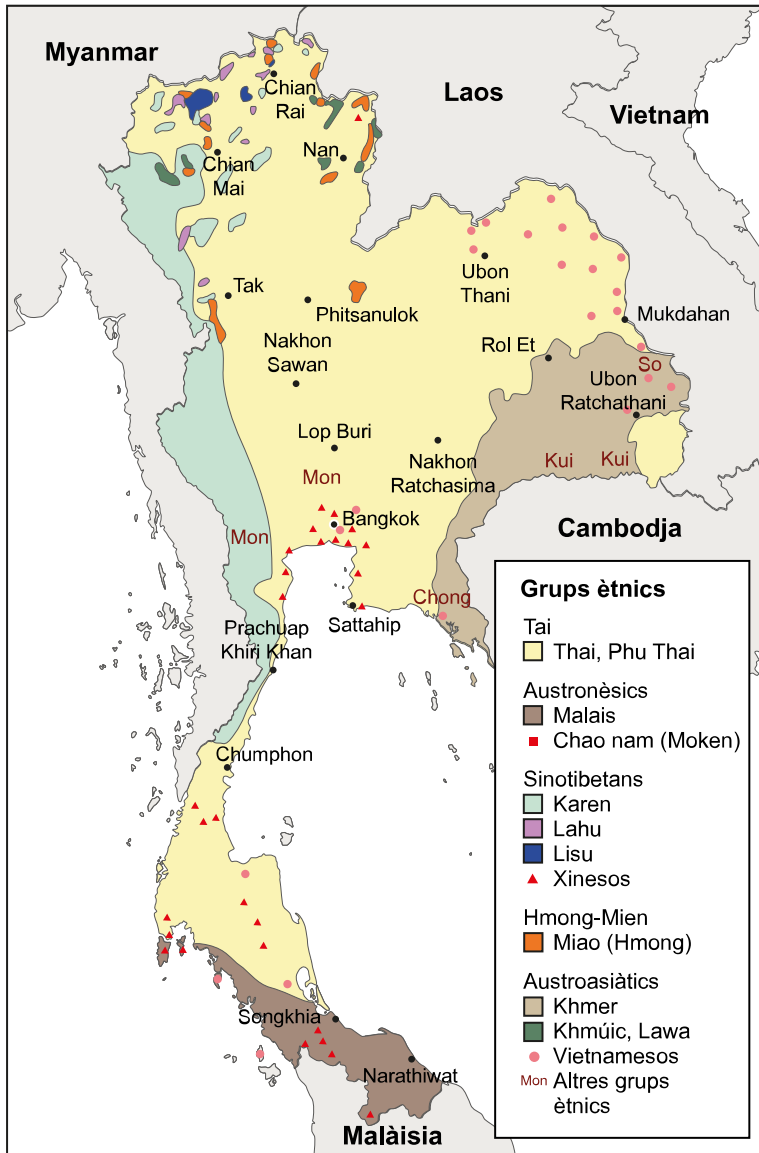 Myanmar
Laos
Vietnam
Chian
Rai
Nan
Chian
Mai
Ubon
Thani
Tak
Phitsanulok
Mukdahan
Nakhon
Sawan
Rol Et
So
Ubon
Ratchathani
Lop Buri
Mon
Nakhon
Ratchasima
Kui
Kui
Bangkok
Mon
Cambodja
Chong
Sattahip
Prachuap
Khiri Khan
Chumphon
Songkhia
Narathiwat
Malàisia
Grups ètnics
Tai
Thai, Phu Thai
Austronèsics
Malais
Chao nam (Moken)
Sinotibetans
Karen
Lahu
Lisu
Xinesos
Hmong-Mien
Miao (Hmong)
Austroasiàtics
Khmer
Khmúic, Lawa
Vietnamesos
Mon Altres grups
ètnics